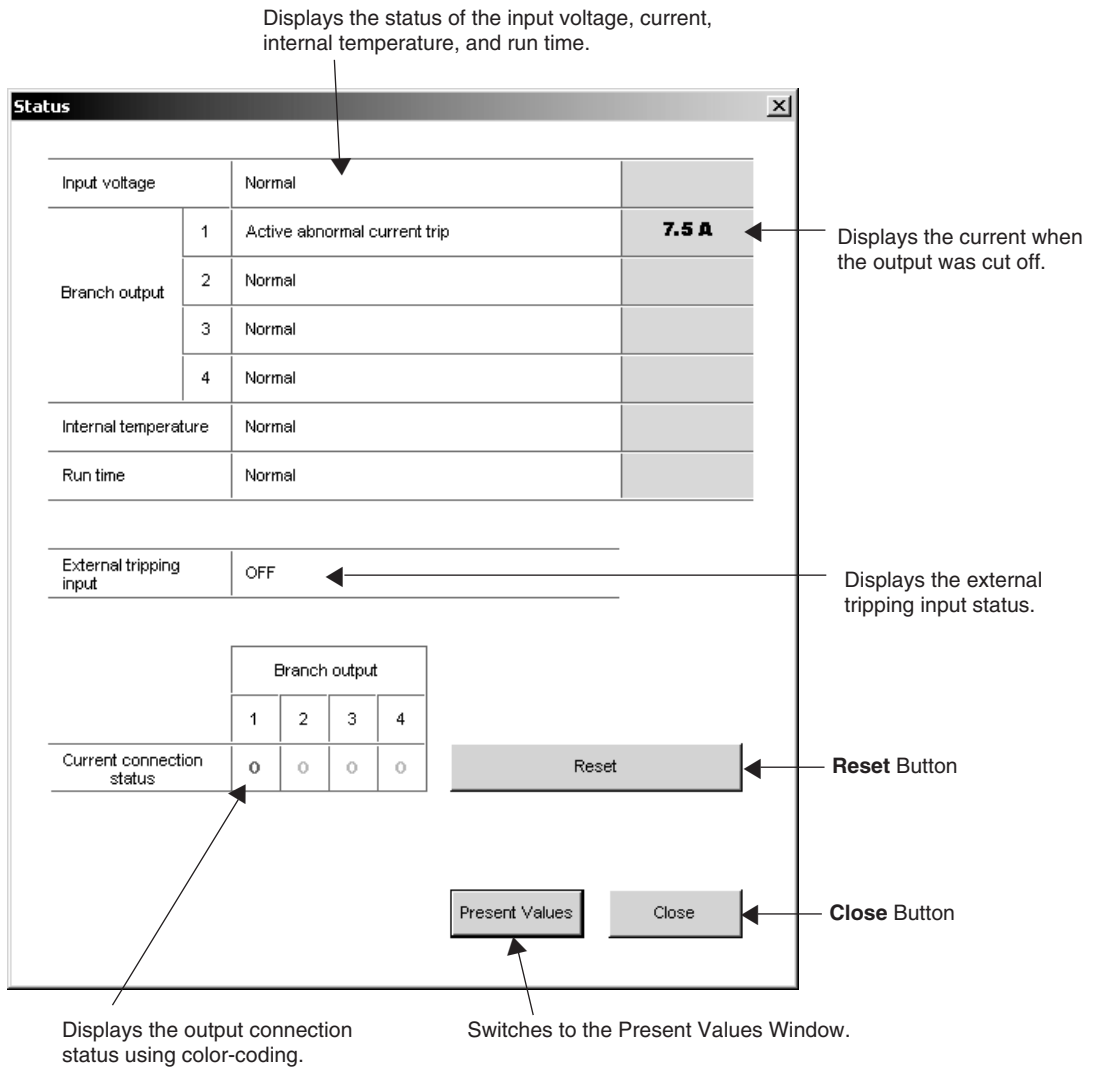 Displays the status of the input voltage, current,
internal temperature, and run time.
Status
Input voltage Normal
Branch output
1 Active abnormal current trip 7.5 A
2 Normal
3 Normal
4 Normal
Internal temperature Normal
Run time Normal
Displays the current when
the output was cut off.
External tripping
input
OFF
Displays the external
tripping input status.
Branch output
1 2 3 4
Current connection
status
O O O O
Reset
Reset Button
Present Values
Close
Close Button
Displays the output connection
status using color-coding.
Switches to the Present Values Window.